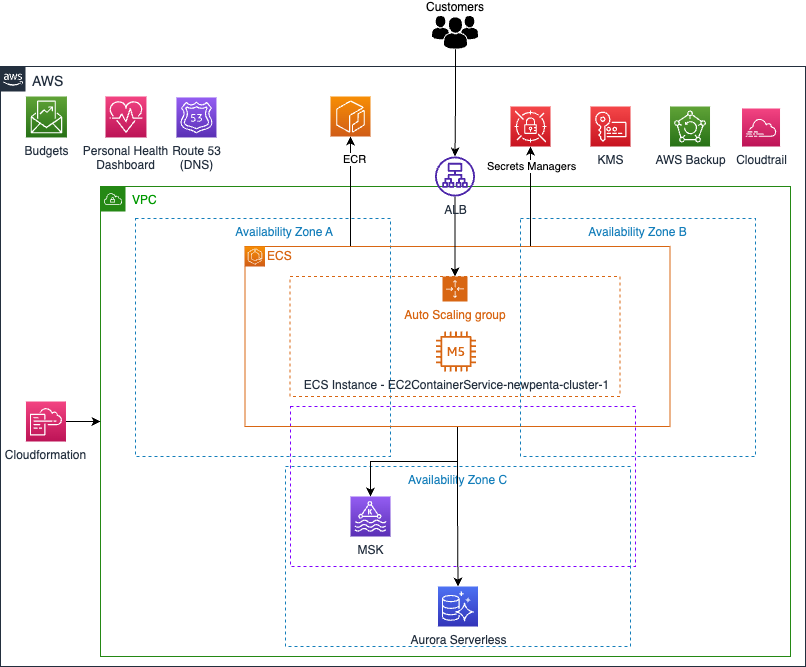 Customers
aws
AWS
Budgets
Personal Health
Dashboard
53
Route 53
(DNS)
ECR
Secrets Managers
KMS
AWS Backup
Cloudtrail
ALB
VPC
Availability Zone A
Availability Zone B
ECS
Auto Scaling group
M5
ECS Instance - EC2ContainerService-newpenta-cluster-1
Cloudformation
Availability Zone C
K
MSK
Aurora Serverless